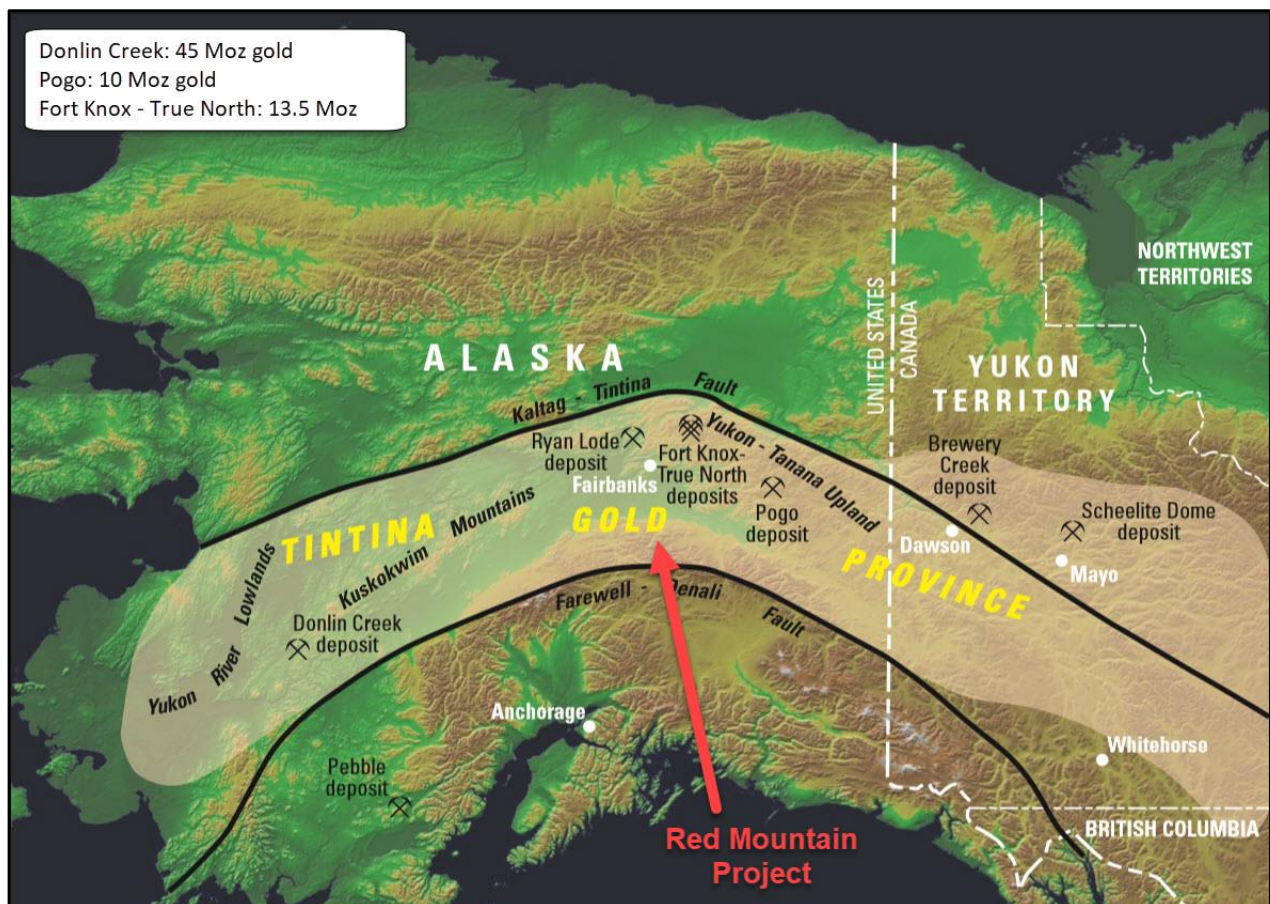 Donlin Creek: 45 Moz gold
Pogo: 10 Moz gold
Fort Knox - True North: 13.5 Moz
NORTHWEST
TERRITORIES
UNITED STATES
CANADA
ALASKA
YUKON
TERRITORY
Kaltag - Tintina Fault
Ryan Lode
deposit
Fort Knox-
True North
deposits
Fairbanks
Yukon - Tanana Upland
Pogo
deposit
Brewery
Creek
deposit
Scheelite Dome
deposit
Dawson
Mayo
TINTINA GOLD PROVINCE
Kuskokwim Mountains
Yukon River Lowlands
Donlin Creek
deposit
Farewell - Denali Fault
Anchorage
Whitehorse
Pebble
deposit
BRITISH COLUMBIA
Red Mountain
Project